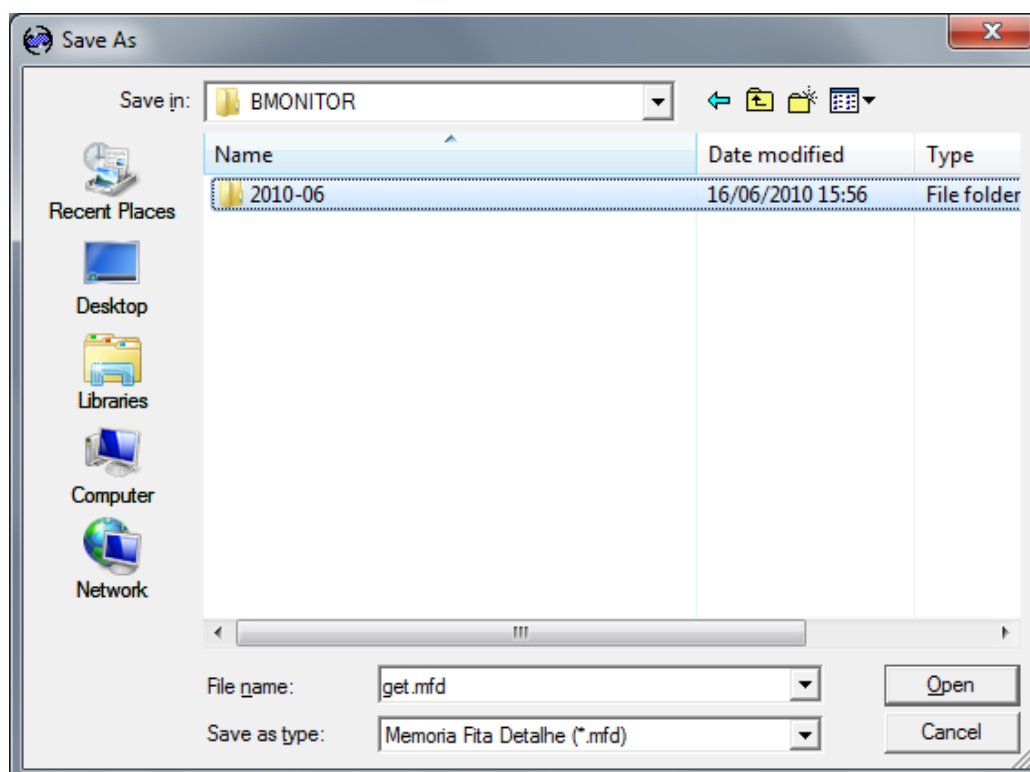 Save As
Save in: BMONITOR
Name Date modified Type
2010-06 16/06/2010 15:56 File folder
Recent Places
Desktop
Libraries
Computer
Network
File name: get.mfd Open
Save as type: Memoria Fita Detalhe (*.mfd) Cancel